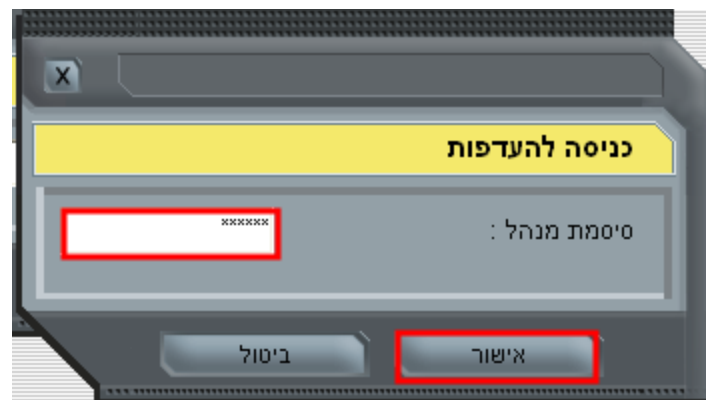 X
כניסה להעדפות
סיסמת מנהל :
******
אישור
ביטול